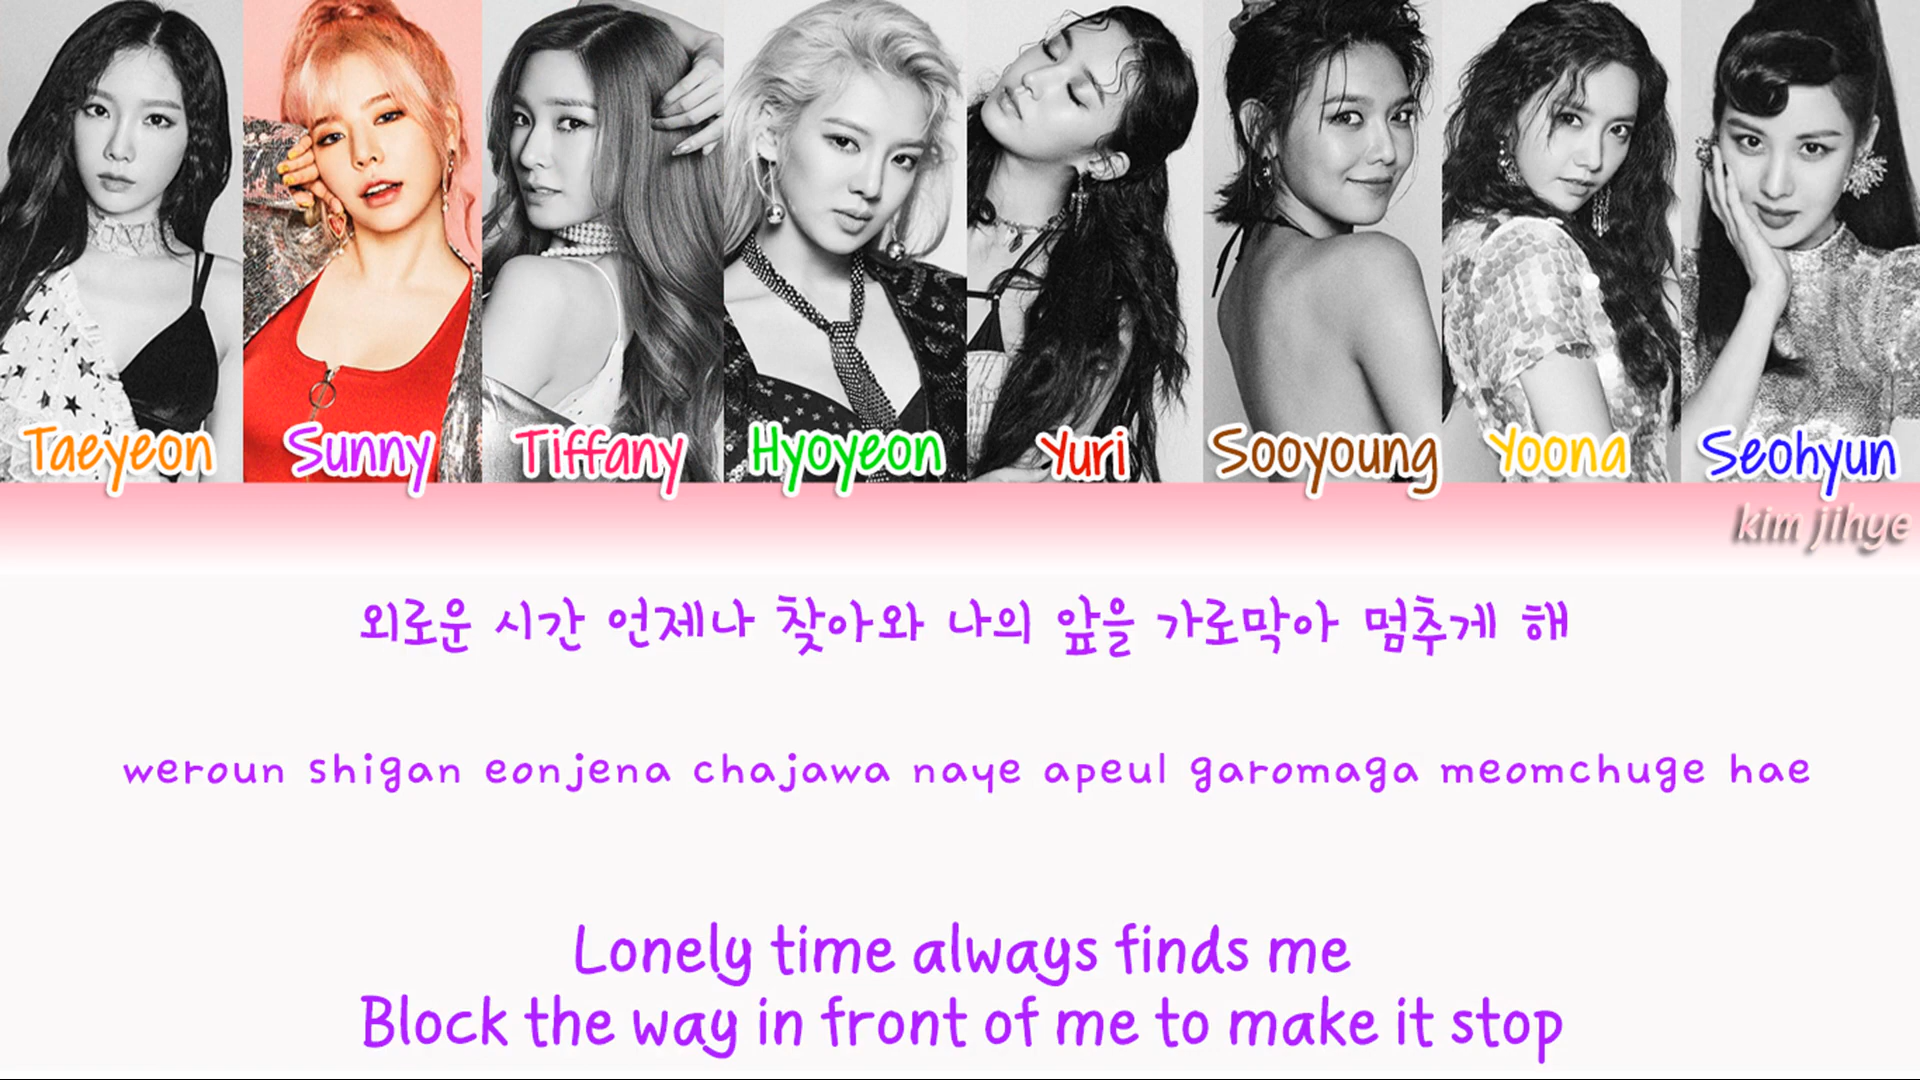 Taeyeon Sunny Tiffany Hyoyeon Yuri Sooyoung Yoona Seohyun
kim jihye
외로운 시간 언제나 찾아와 나의 앞을 가로막아 멈추게 해
weroun shigan eonjena chajawa naye apeul garomaga meomchuge hae
Lonely time always finds me
Block the way in front of me to make it stop